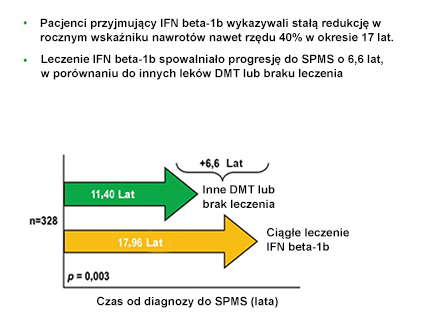 • Pacjenci przyjmujący IFN beta-1b wykazywali stałą redukcję w
rocznym wskaźniku nawrotów nawet rzędu 40% w okresie 17 lat.
• Leczenie IFN beta-1b spowalniało progresję do SPMS o 6,6 lat,
w porównaniu do innych leków DMT lub braku leczenia
+6,6 Lat
11,40 Lat
Inne DMT lub
brak leczenia
n=328
17,96 Lat
Ciągłe leczenie
IFN beta-1b
p = 0,003
Czas od diagnozy do SPMS (lata)